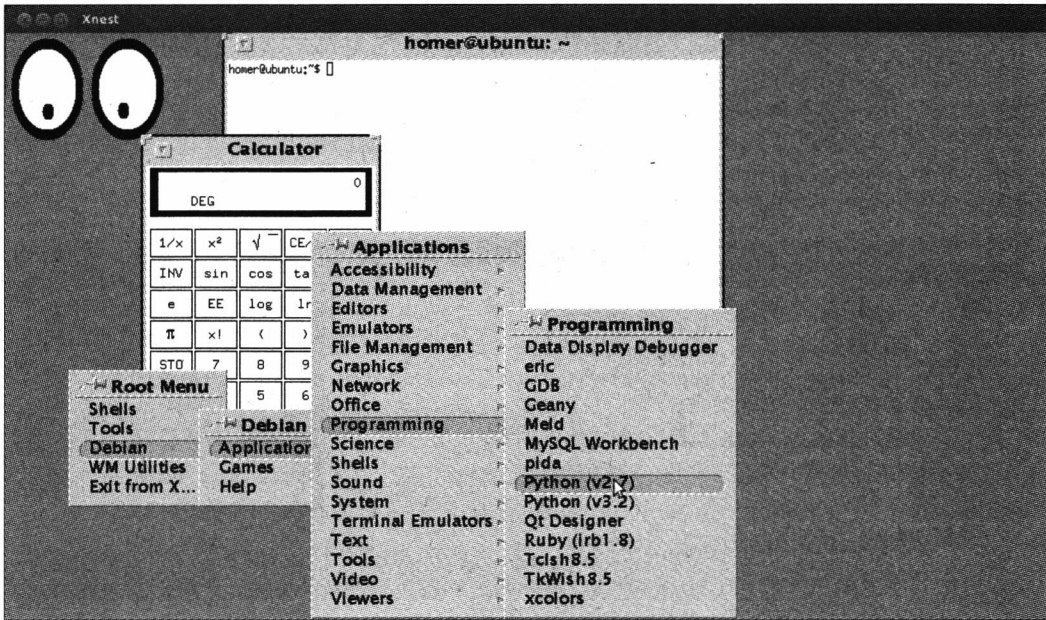 Xnest
homer@ubuntu: ~
homer@ubuntu:~$
Calculator
0
DEG
1/x x² √ CE/
INV sin cos ta
e EE log ln
π x! ( )
STO 7 8 9
5 6
Root Menu
Shells
Tools
Debian
WM Utilities
Exit from X...
Debian
Application
Games
Help
Applications
Accessibility
Data Management
Editors
Emulators
File Management
Graphics
Network
Office
Programming
Science
Shells
Sound
System
Terminal Emulators
Text
Tools
Video
Viewers
Programming
Data Display Debugger
eric
GDB
Geany
Meld
MySQL Workbench
pida
Python (v2.7)
Python (v3.2)
Qt Designer
Ruby (irb1.8)
Tclsh8.5
TkWish8.5
xcolors